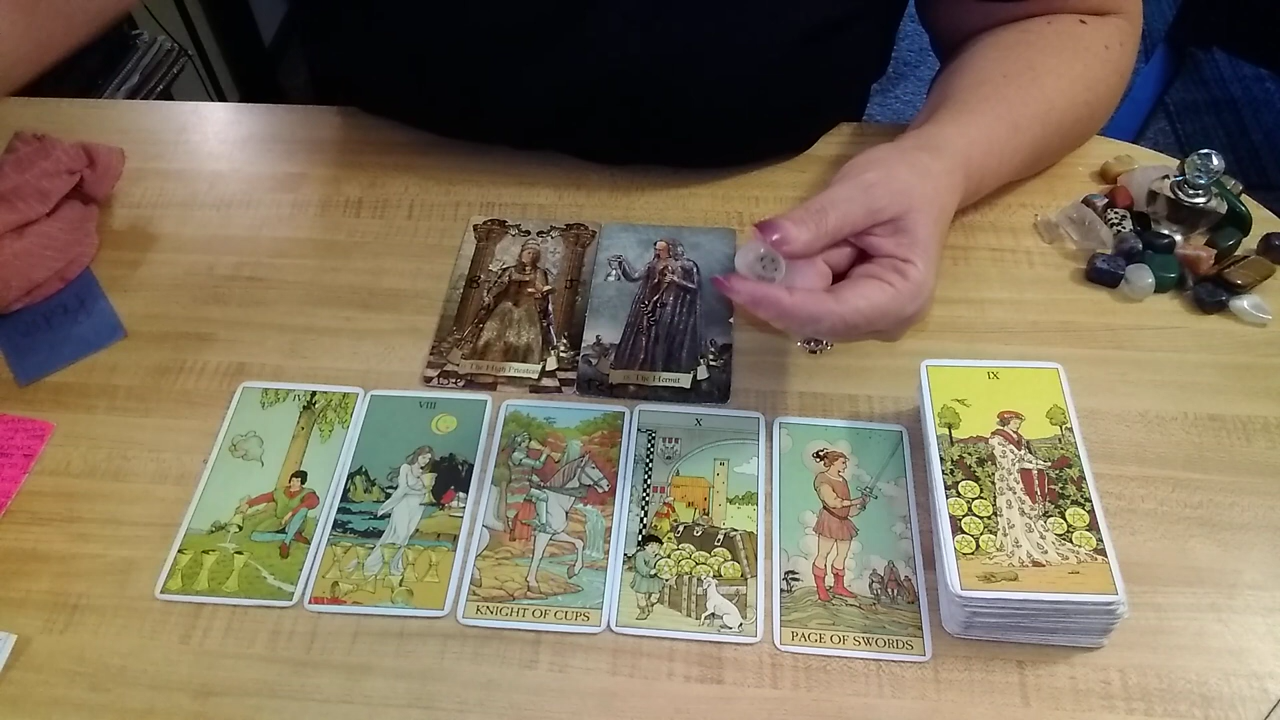 The High Priestess
IX The Hermit
IV
VIII
X
IX
KNIGHT OF CUPS
PAGE OF SWORDS